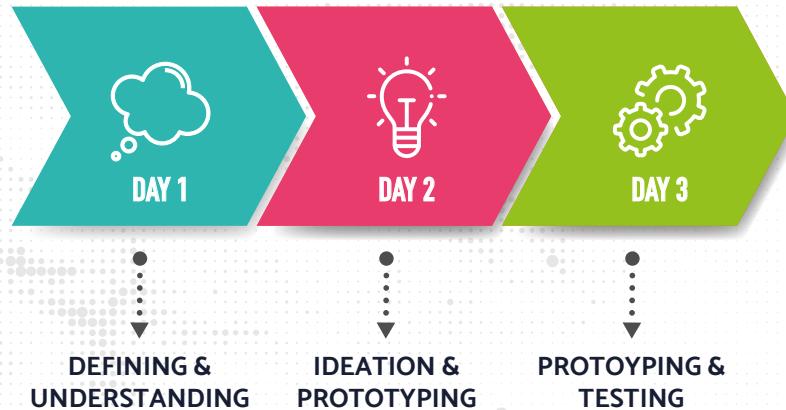 DAY 1
DAY 2
DAY 3
DEFINING &
UNDERSTANDING
IDEATION &
PROTOTYPING
PROTOYPING &
TESTING